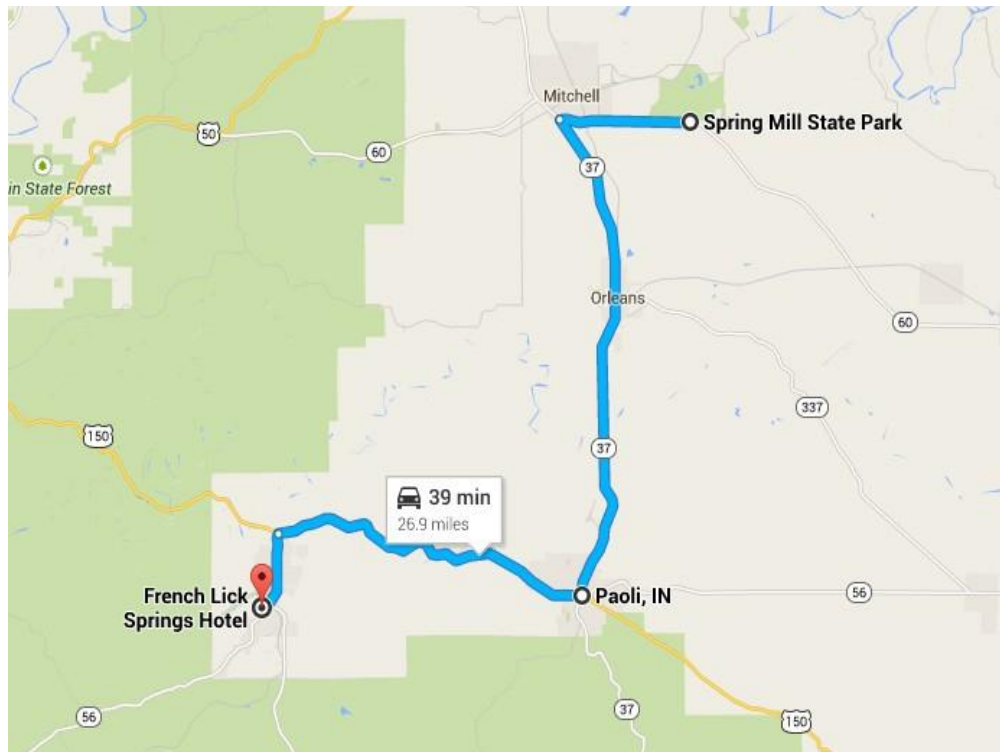 Mitchell
Spring Mill State Park
50
60
37
in State Forest
Orleans
60
337
150
37
39 min
26.9 miles
French Lick
Springs Hotel
Paoli, IN
56
56
37
150